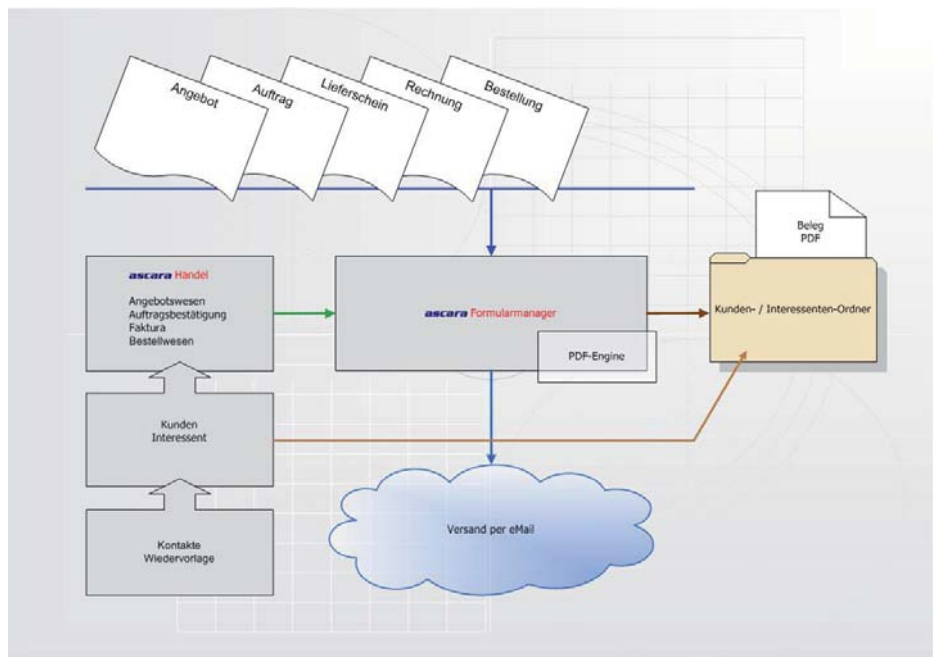 Angebot
Auftrag
Lieferschein
Rechnung
Bestellung
Beleg
PDF
ascara Handel
Angebotswesen
Auftragsbestätigung
Faktura
Bestellwesen
ascara Formularmanager
PDF-Engine
Kunden- / Interessenten-Ordner
Kunden
Interessent
Versand per eMail
Kontakte
Wiedervorlage